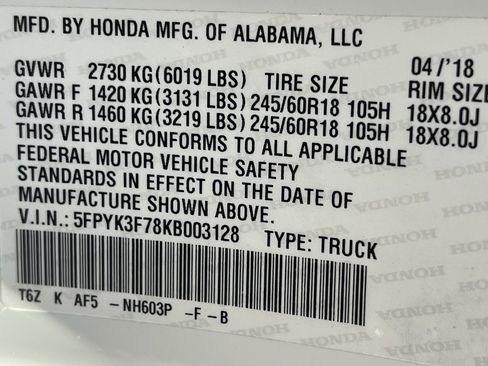 MFD. BY HONDA MFG. OF ALABAMA, LLC
04/'18
GVWR 2730 KG(6019 LBS) TIRE SIZE RIM SIZE
GAWR F 1420 KG(3131 LBS) 245/60R18 105H 18X8.0J
GAWR R 1460 KG(3219 LBS) 245/60R18 105H 18X8.0J
THIS VEHICLE CONFORMS TO ALL APPLICABLE
FEDERAL MOTOR VEHICLE SAFETY
STANDARDS IN EFFECT ON THE DATE OF
MANUFACTURE SHOWN ABOVE.
V.I.N.: 5FPYK3F78KB003128 TYPE: TRUCK
T6Z K AF5 -NH603P -F-B